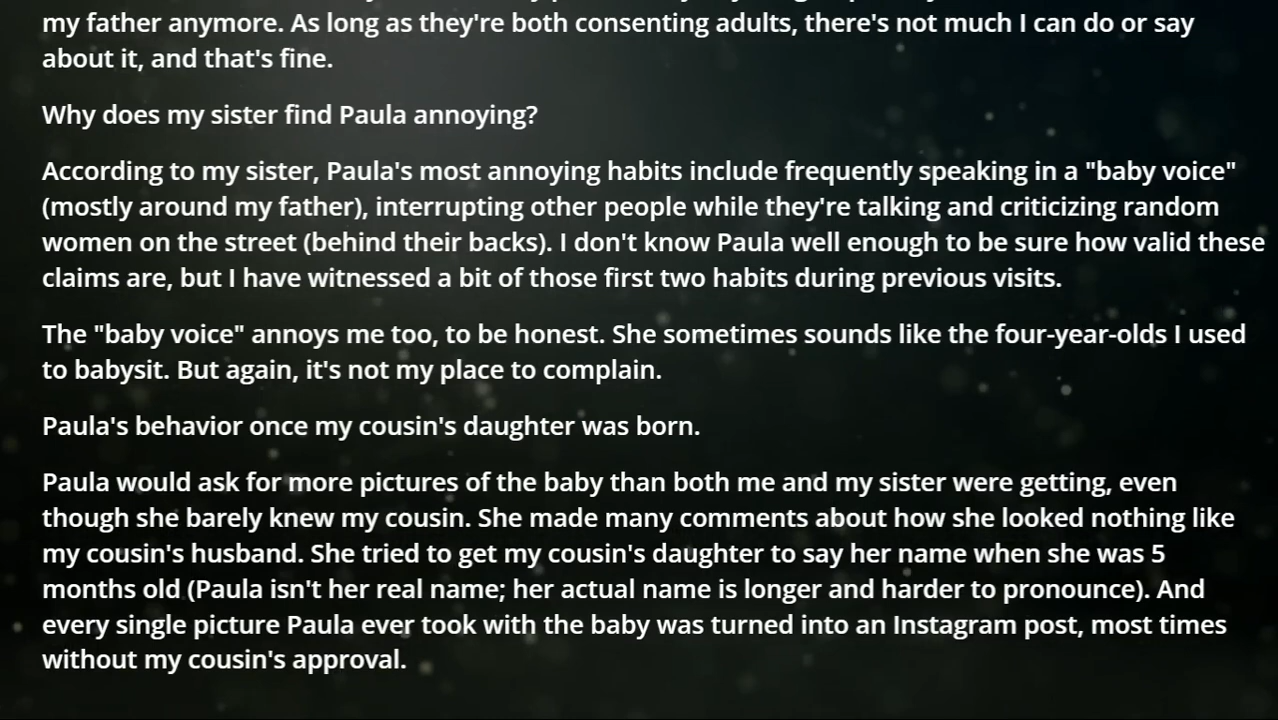 my father anymore. As long as they're both consenting adults, there's not much I can do or say
about it, and that's fine.
Why does my sister find Paula annoying?
According to my sister, Paula's most annoying habits include frequently speaking in a "baby voice"
(mostly around my father), interrupting other people while they're talking and criticizing random
women on the street (behind their backs). I don't know Paula well enough to be sure how valid these
claims are, but I have witnessed a bit of those first two habits during previous visits.
The "baby voice" annoys me too, to be honest. She sometimes sounds like the four-year-olds I used
to babysit. But again, it's not my place to complain.
Paula's behavior once my cousin's daughter was born.
Paula would ask for more pictures of the baby than both me and my sister were getting, even
though she barely knew my cousin. She made many comments about how she looked nothing like
my cousin's husband. She tried to get my cousin's daughter to say her name when she was 5
months old (Paula isn't her real name; her actual name is longer and harder to pronounce). And
every single picture Paula ever took with the baby was turned into an Instagram post, most times
without my cousin's approval.